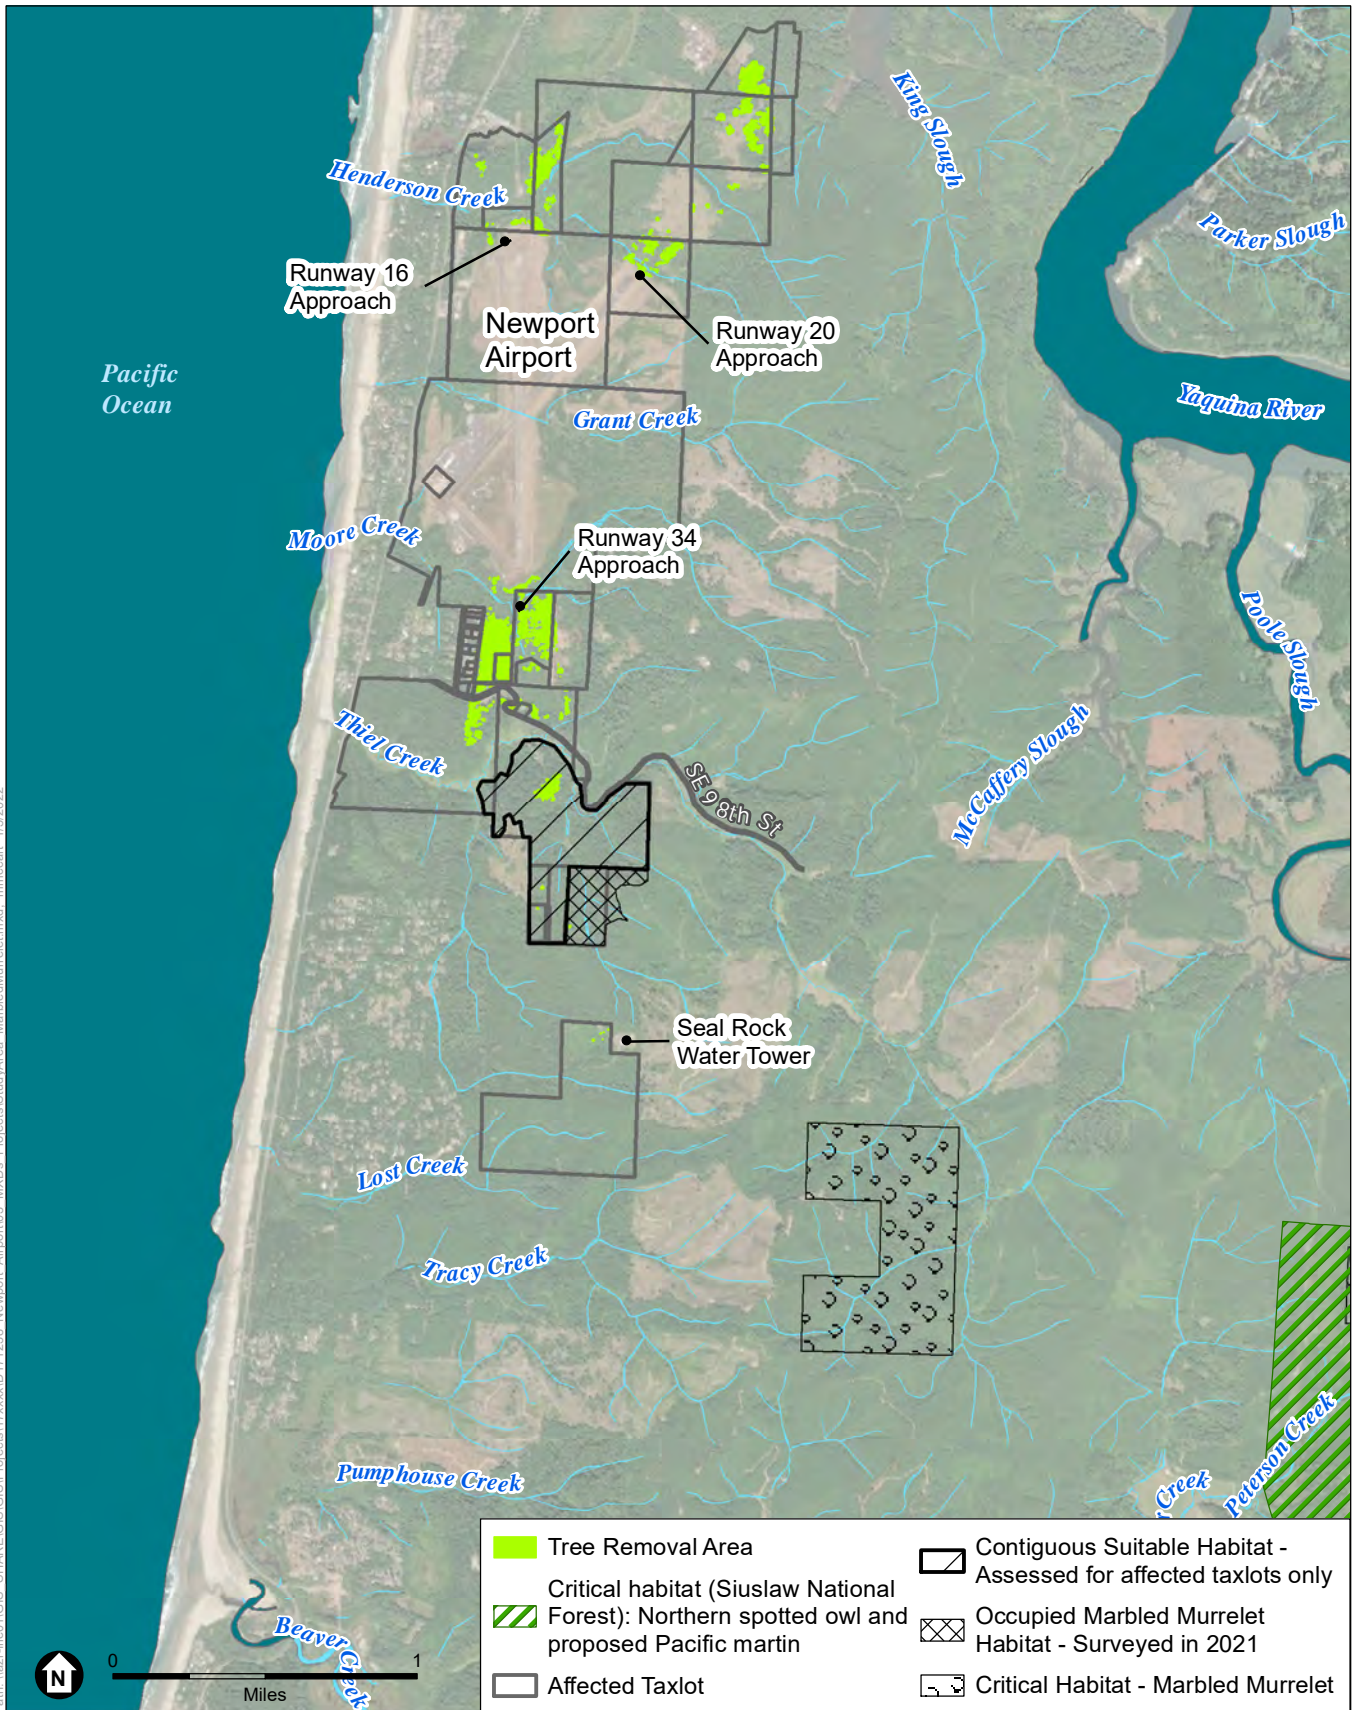 King Slough
Henderson Creek
Parker Slough
Runway 16
Approach
Newport
Airport
Runway 20
Approach
Pacific
Ocean
Yaquina River
Grant Creek
Moore Creek
Runway 34
Approach
Poole Slough
Thiel Creek
McCaffery Slough
SE 98th St
Seal Rock
Water Tower
Lost Creek
Tracy Creek
Peterson Creek
Pumphouse Creek
Creek
Beaver Creek
N
0
1
Miles
Tree Removal Area
Critical habitat (Siuslaw National
Forest): Northern spotted owl and
proposed Pacific martin
Affected Taxlot
Contiguous Suitable Habitat -
Assessed for affected taxlots only
Occupied Marbled Murrelet
Habitat - Surveyed in 2021
Critical Habitat - Marbled Murrelet